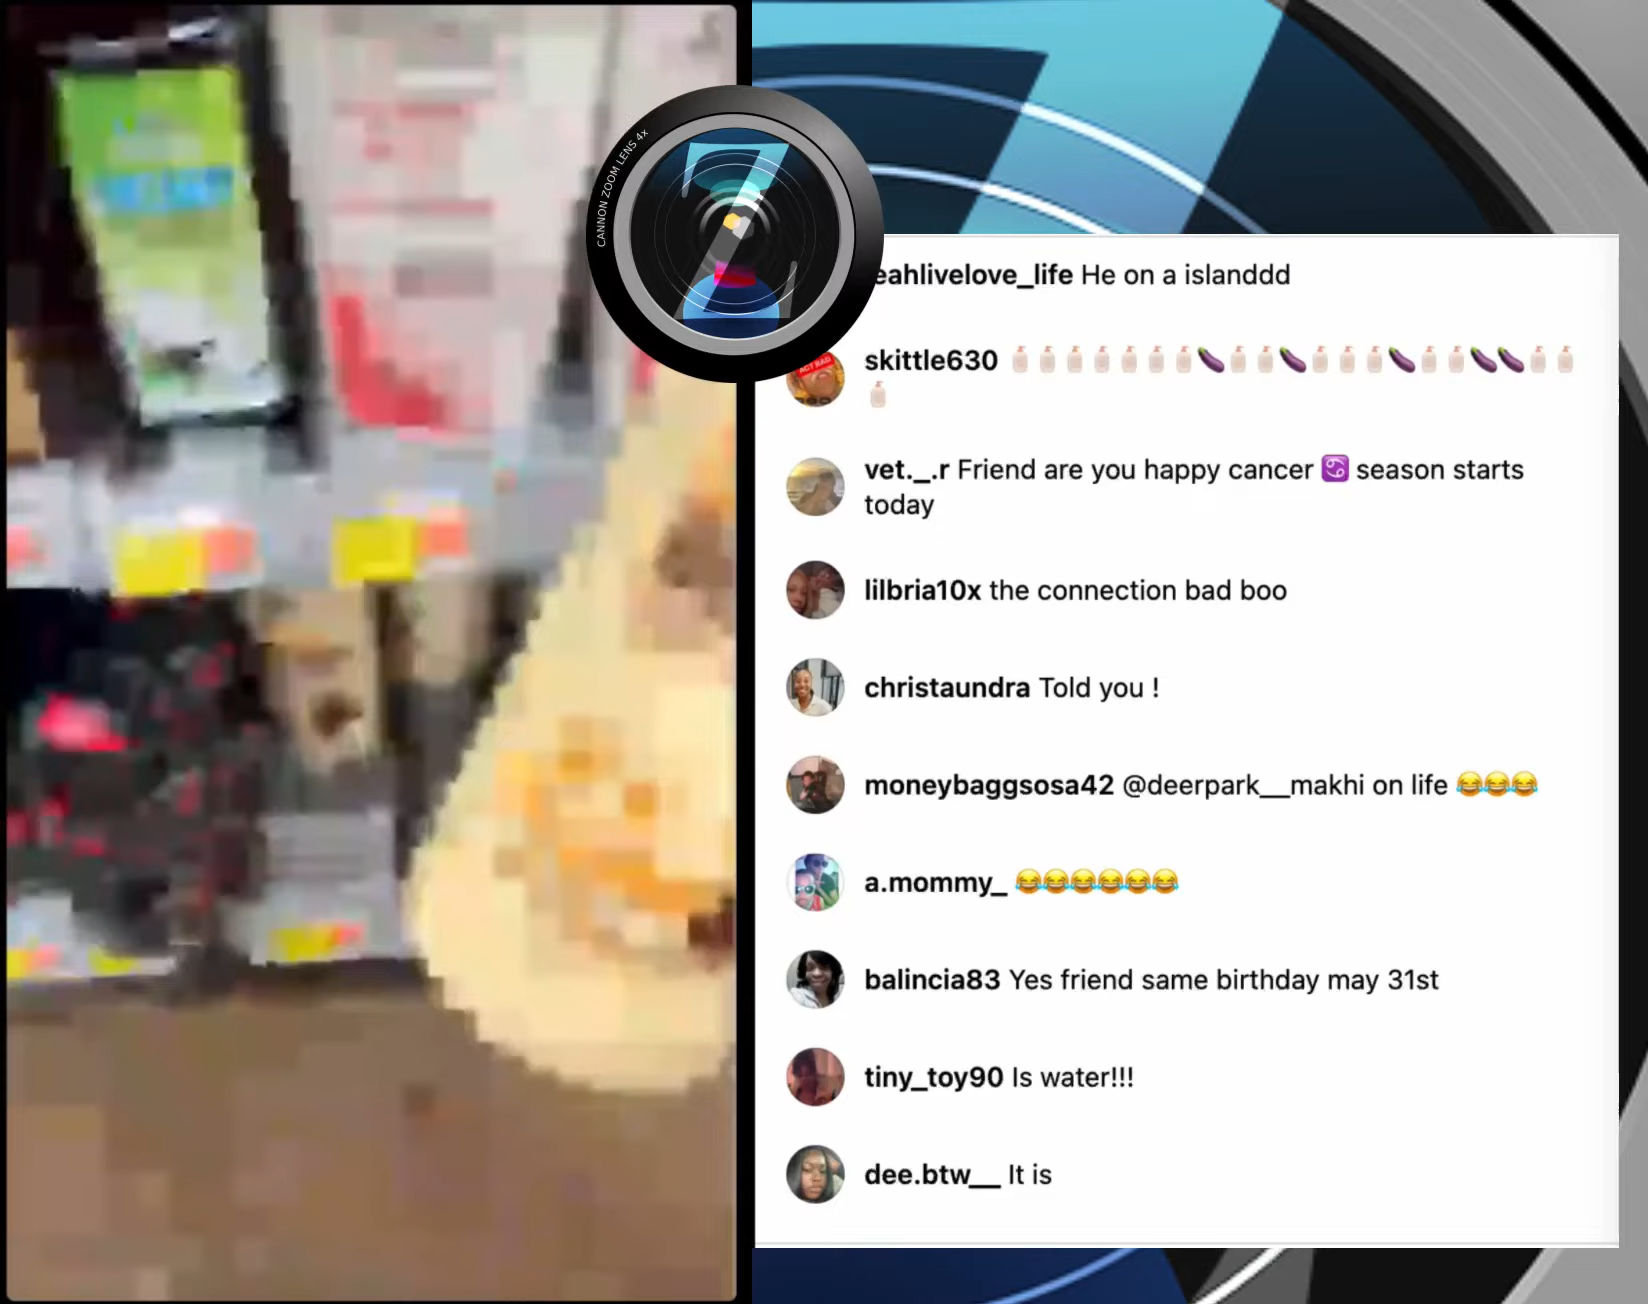 CANNON ZOOM LENS 4x
eahlivelove_life He on a islanddd
ACT BAD
skittle630 🧴🧴🧴🧴🧴🧴🧴🍆🧴🧴🍆🧴🧴🧴🍆🧴🧴🍆🍆🧴🧴
🧴
vet._.r Friend are you happy cancer ♋ season starts
today
lilbria10x the connection bad boo
christaundra Told you !
moneybaggsosa42 @deerpark__makhi on life 😂😂😂
a.mommy_ 😂😂😂😂😂😂
balincia83 Yes friend same birthday may 31st
tiny_toy90 Is water!!!
dee.btw__ It is